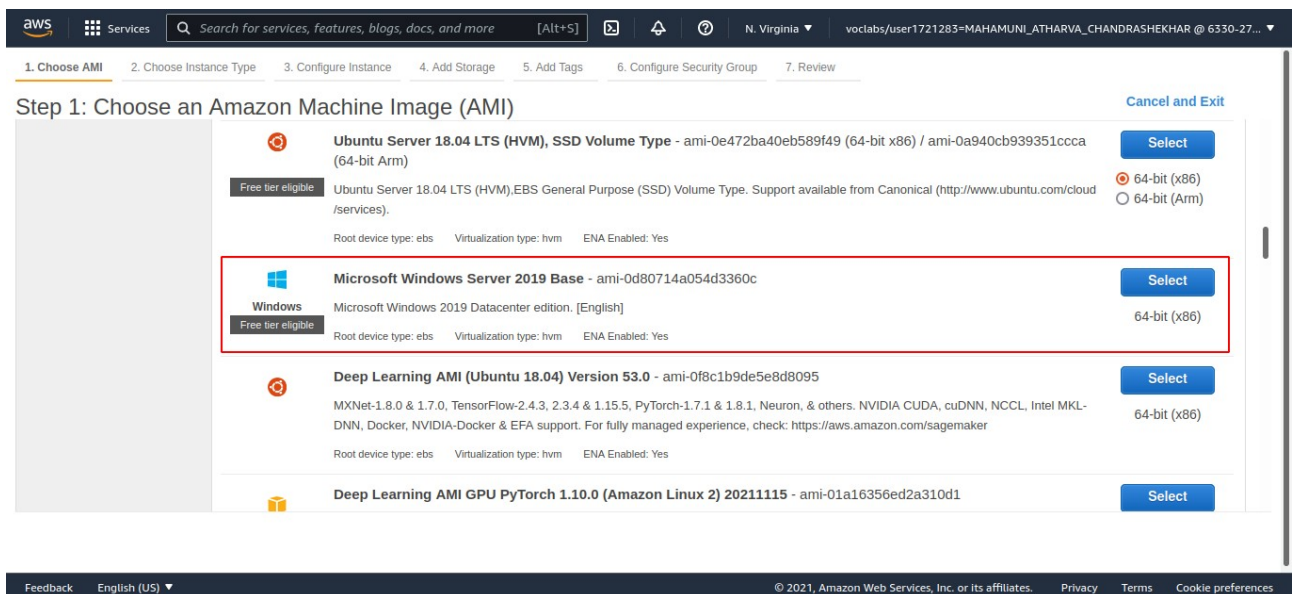 aws Services Search for services, features, blogs, docs, and more [Alt+S] N. Virginia ▼ voclabs/user1721283=MAHAMUNI_ATHARVA_CHANDRASHEKHAR @ 6330-27... ▼
1. Choose AMI 2. Choose Instance Type 3. Configure Instance 4. Add Storage 5. Add Tags 6. Configure Security Group 7. Review
Step 1: Choose an Amazon Machine Image (AMI) Cancel and Exit
Ubuntu Server 18.04 LTS (HVM), SSD Volume Type - ami-0e472ba40eb589f49 (64-bit x86) / ami-0a940cb939351ccca
(64-bit Arm)
Select
Free tier eligible
Ubuntu Server 18.04 LTS (HVM),EBS General Purpose (SSD) Volume Type. Support available from Canonical (http://www.ubuntu.com/cloud
/services).
64-bit (x86)
64-bit (Arm)
Root device type: ebs Virtualization type: hvm ENA Enabled: Yes
Microsoft Windows Server 2019 Base - ami-0d80714a054d3360c
Select
Windows
Free tier eligible
Microsoft Windows 2019 Datacenter edition. [English]
64-bit (x86)
Root device type: ebs Virtualization type: hvm ENA Enabled: Yes
Deep Learning AMI (Ubuntu 18.04) Version 53.0 - ami-0f8c1b9de5e8d8095
Select
MXNet-1.8.0 & 1.7.0, TensorFlow-2.4.3, 2.3.4 & 1.15.5, PyTorch-1.7.1 & 1.8.1, Neuron, & others. NVIDIA CUDA, cuDNN, NCCL, Intel MKL-
DNN, Docker, NVIDIA-Docker & EFA support. For fully managed experience, check: https://aws.amazon.com/sagemaker
64-bit (x86)
Root device type: ebs Virtualization type: hvm ENA Enabled: Yes
Deep Learning AMI GPU PyTorch 1.10.0 (Amazon Linux 2) 20211115 - ami-01a16356ed2a310d1
Select
Feedback English (US) ▼ © 2021, Amazon Web Services, Inc. or its affiliates. Privacy Terms Cookie preferences